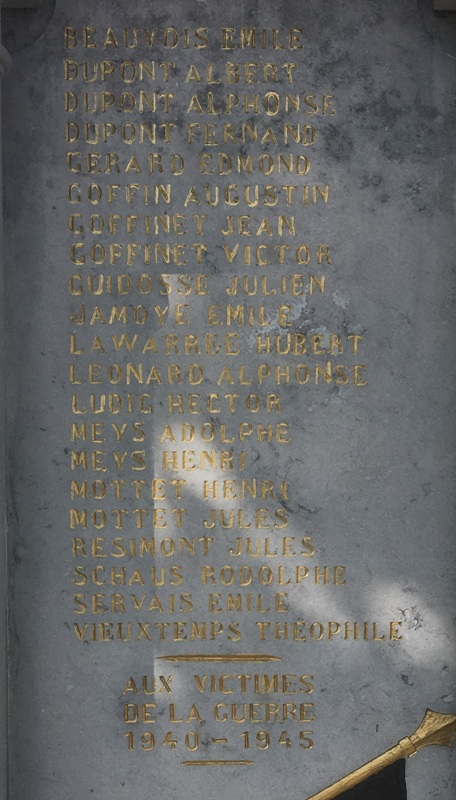 BEAUVOIS EMILE
DUPONT ALBERT
DUPONT ALPHONSE
DUPONT FERNAND
GERARD EDMOND
GOFFIN AUGUSTIN
GOFFINET JEAN
GOFFINET VICTOR
GUIDOSSE JULIEN
JAMOYE EMILE
LAWARREE HUBERT
LEONARD ALPHONSE
LUDIG HECTOR
MEYS ADOLPHE
MEYS HENRI
MOTTET HENRI
MOTTET JULES
RESIMONT JULES
SCHAUS RODOLPHE
SERVAIS EMILE
VIEUXTEMPS THÉOPHILE
AUX VICTIMES
DE LA GUERRE
1940 - 1945